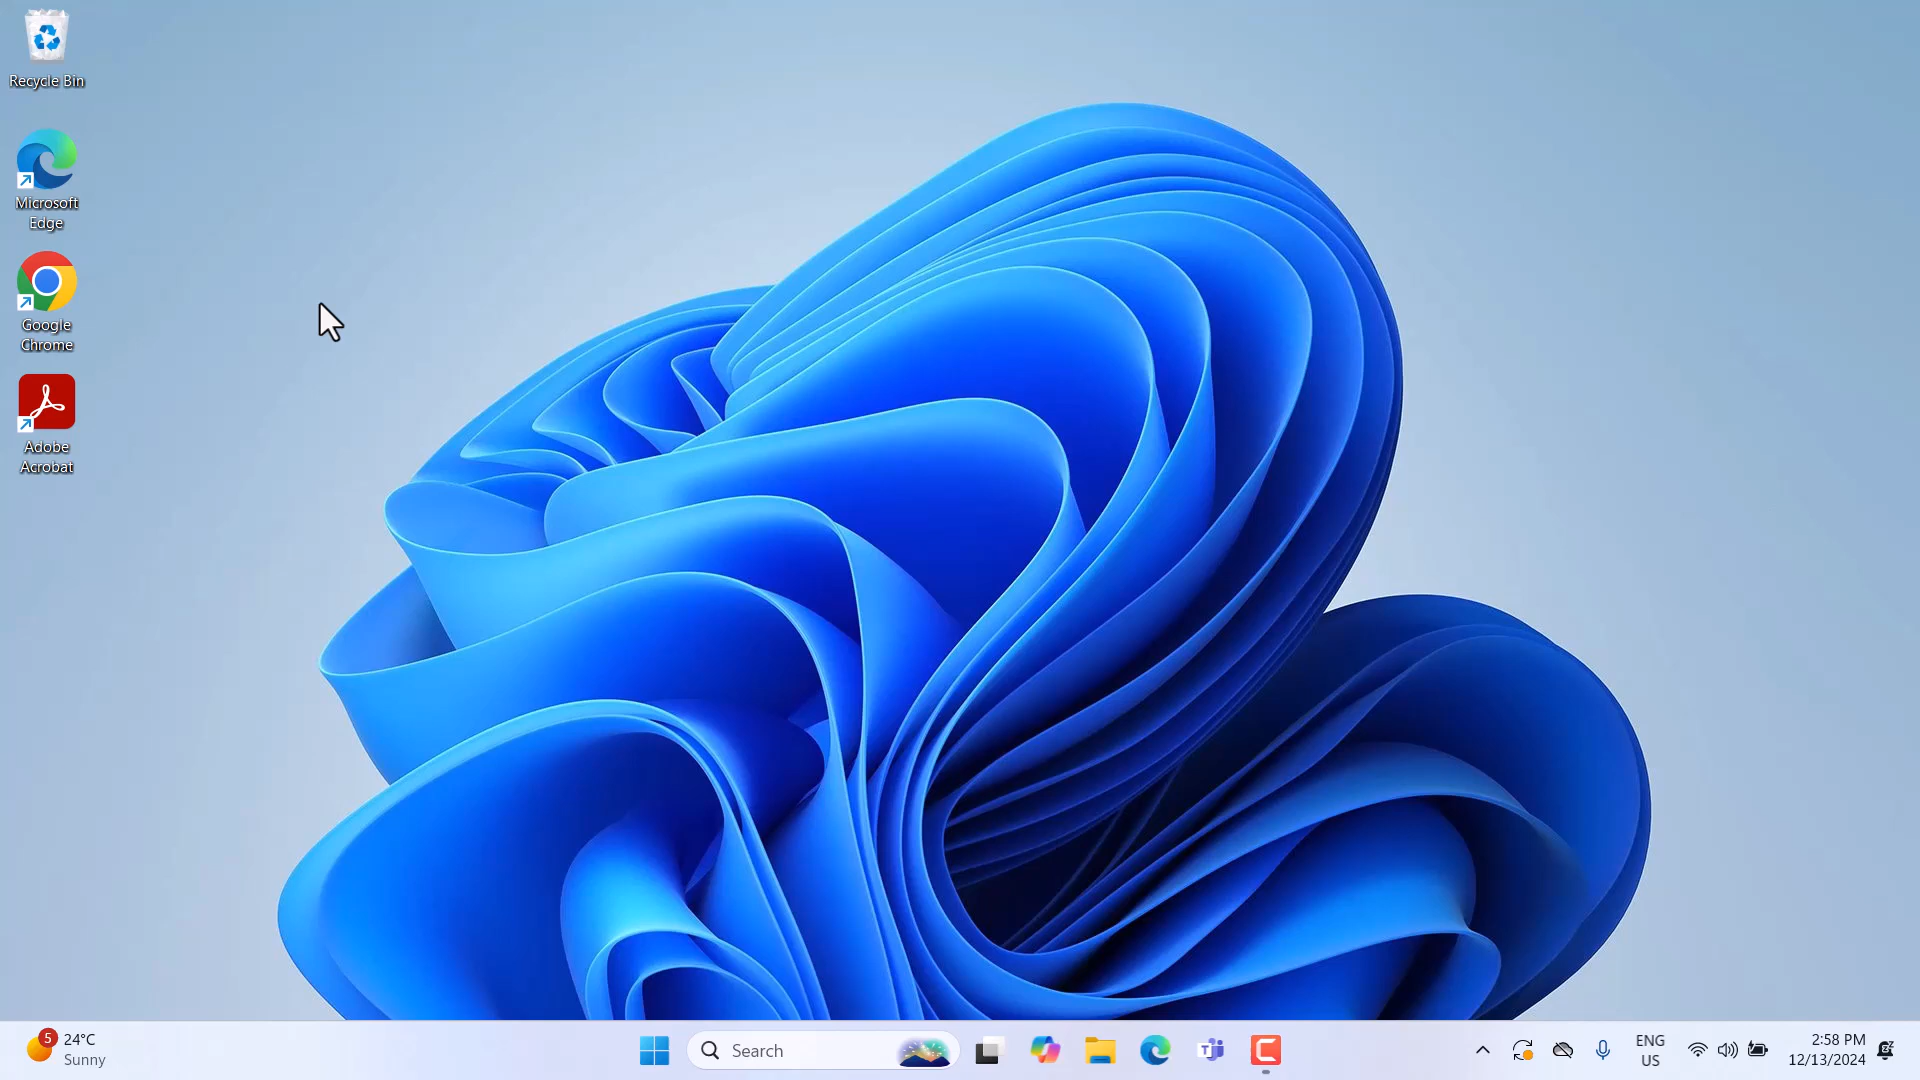 Recycle Bin
Microsoft
Edge
Google
Chrome
Adobe
Acrobat
5
24°C
Sunny
Search
ENG
US
2:58 PM
12/13/2024